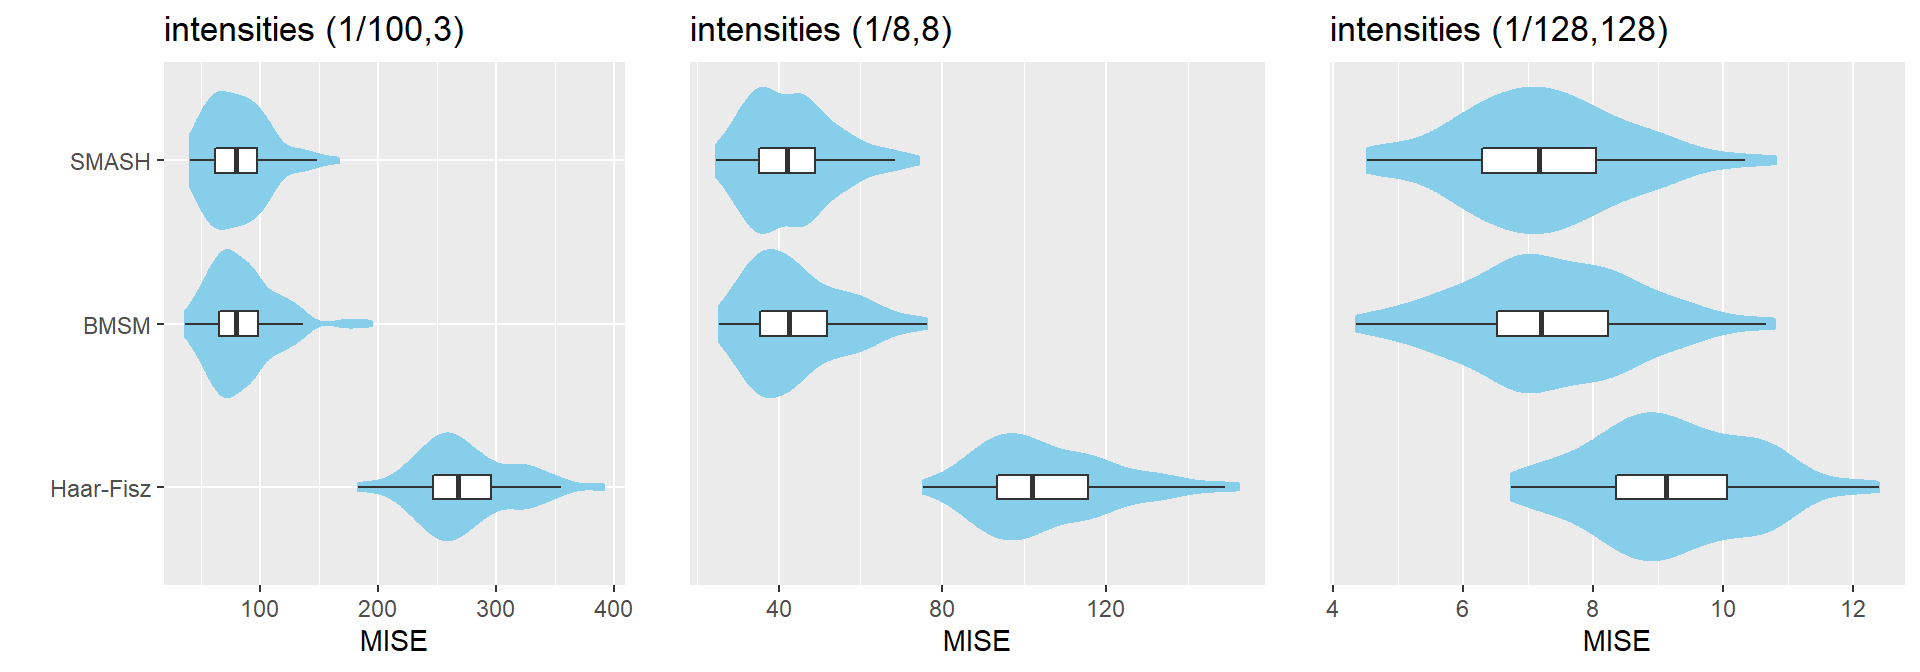 intensities (1/100,3)
intensities (1/8,8)
intensities (1/128,128)
SMASH
BMSM
Haar-Fisz
100 200 300 400
40 80 120
4 6 8 10 12
MISE
MISE
MISE